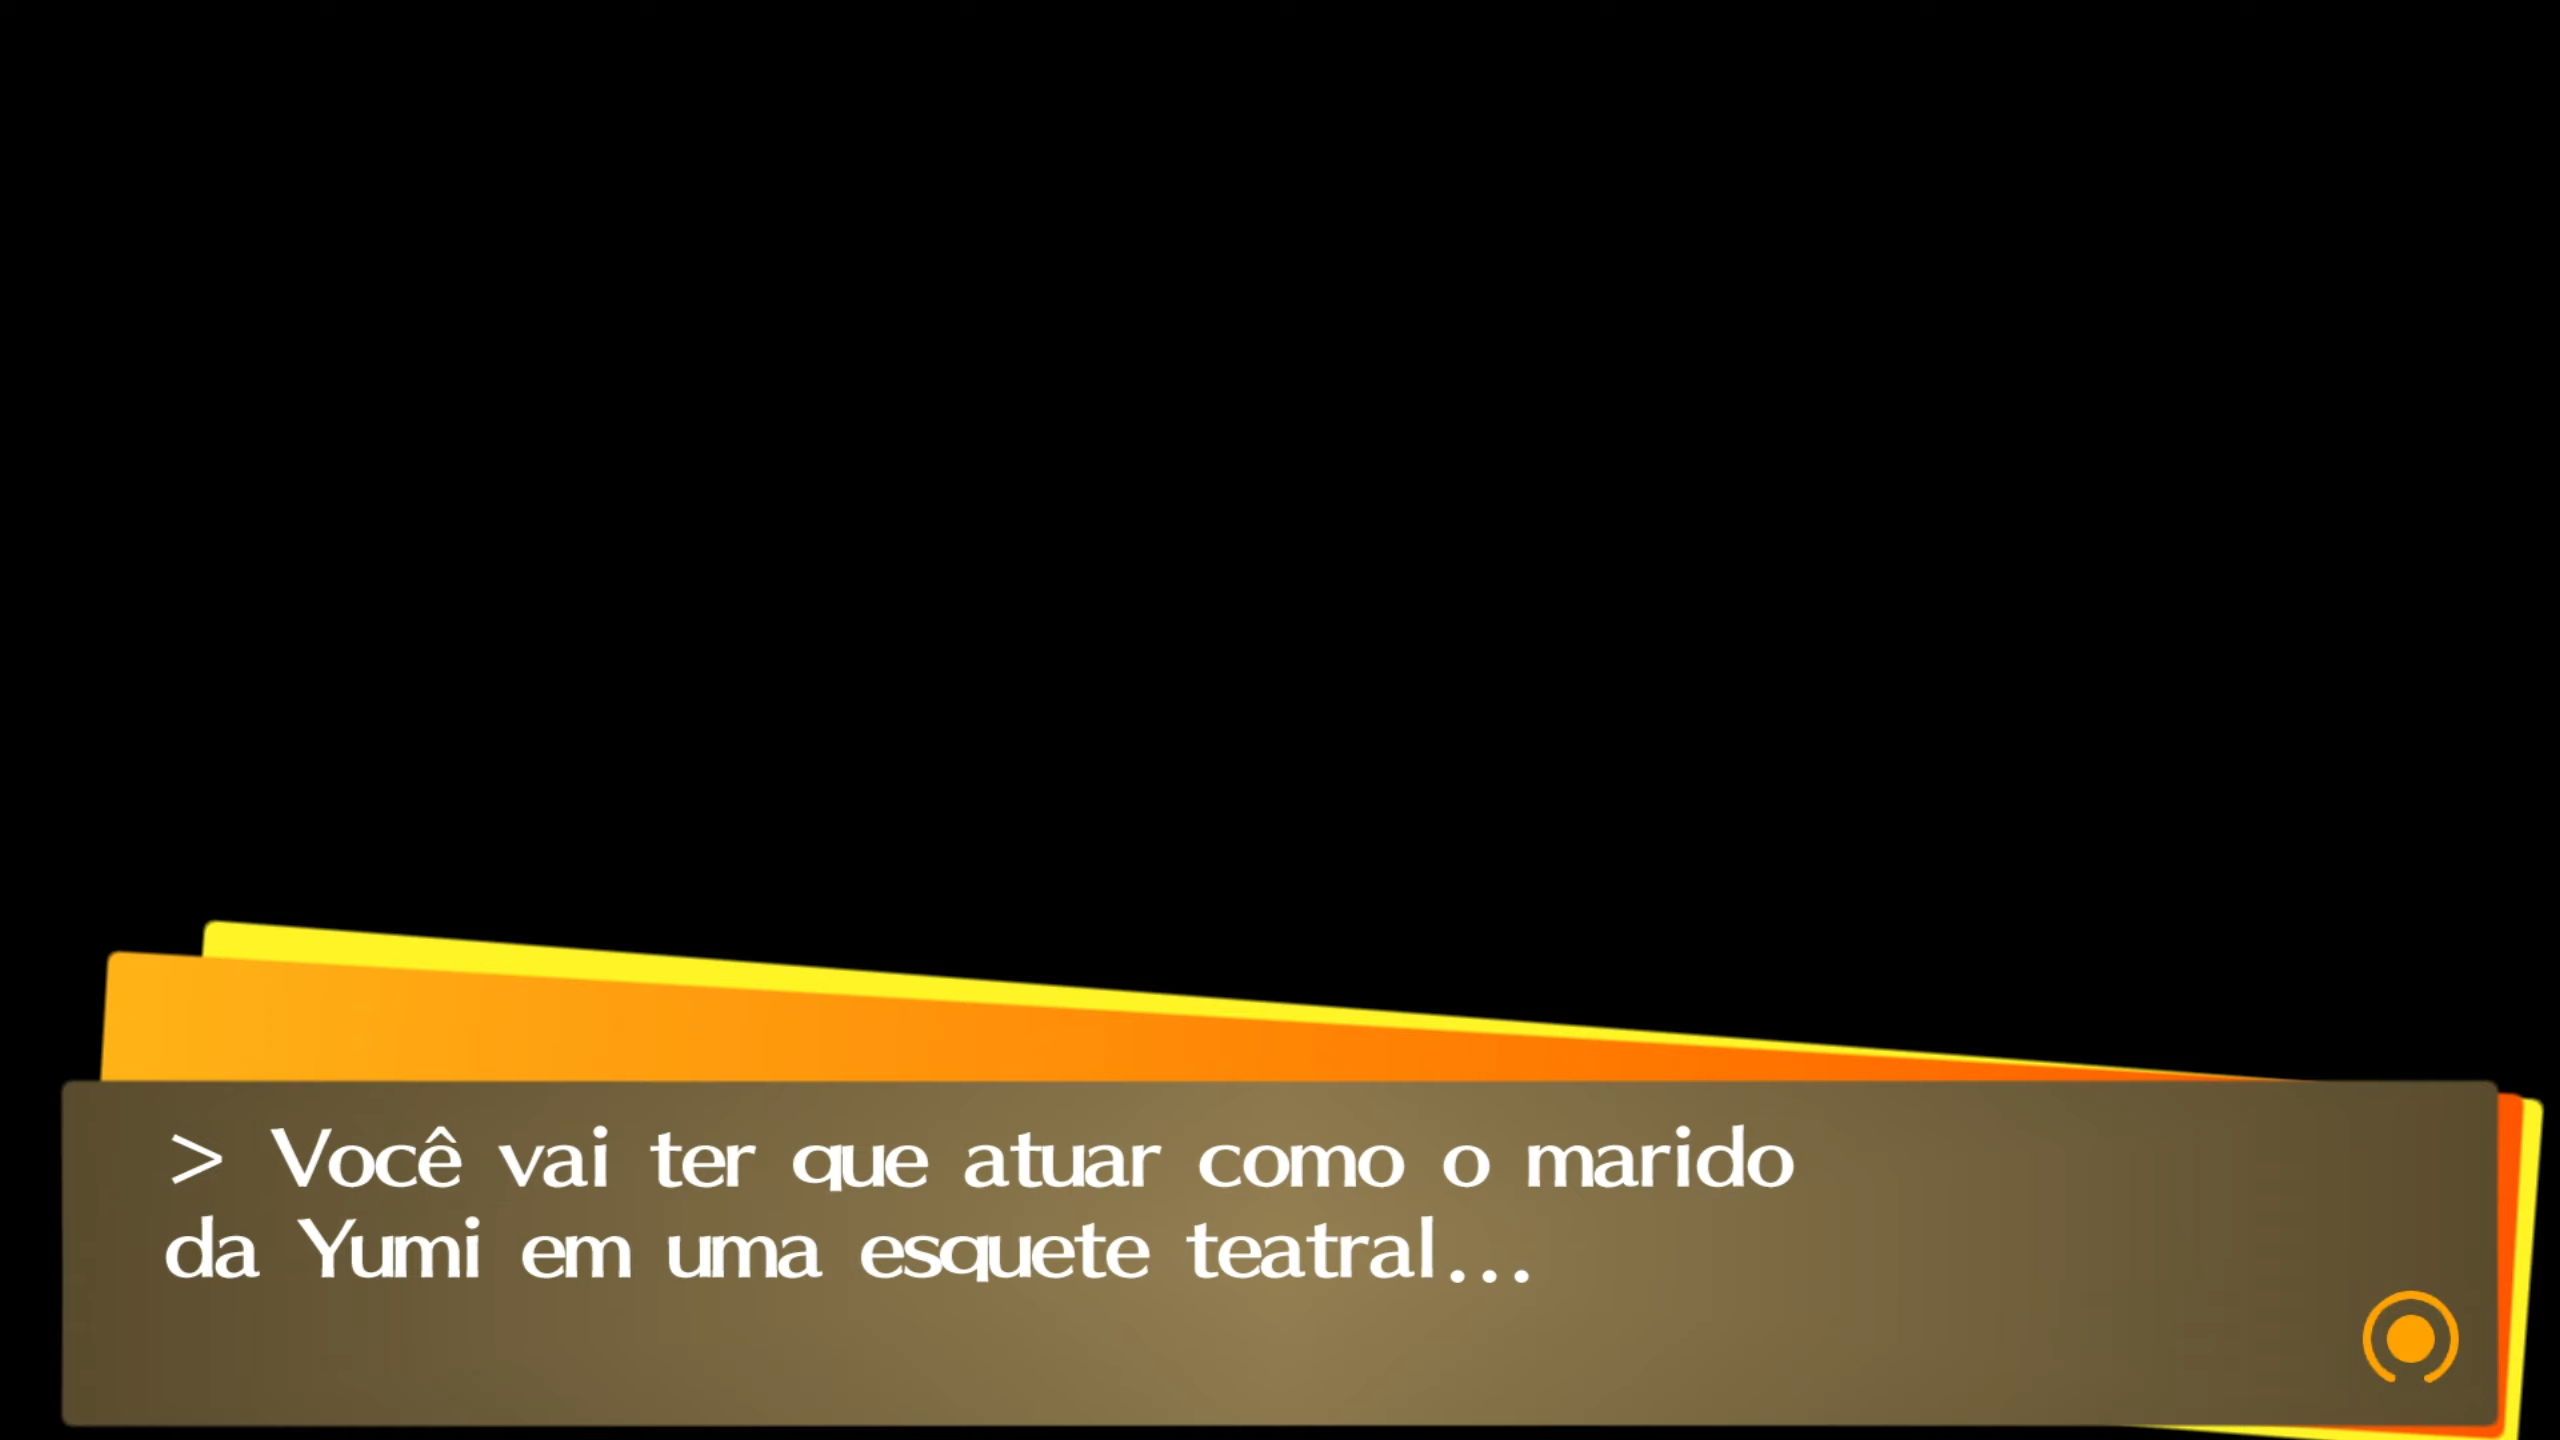 > Você vai ter que atuar como o marido
da Yumi em uma esquete teatral...